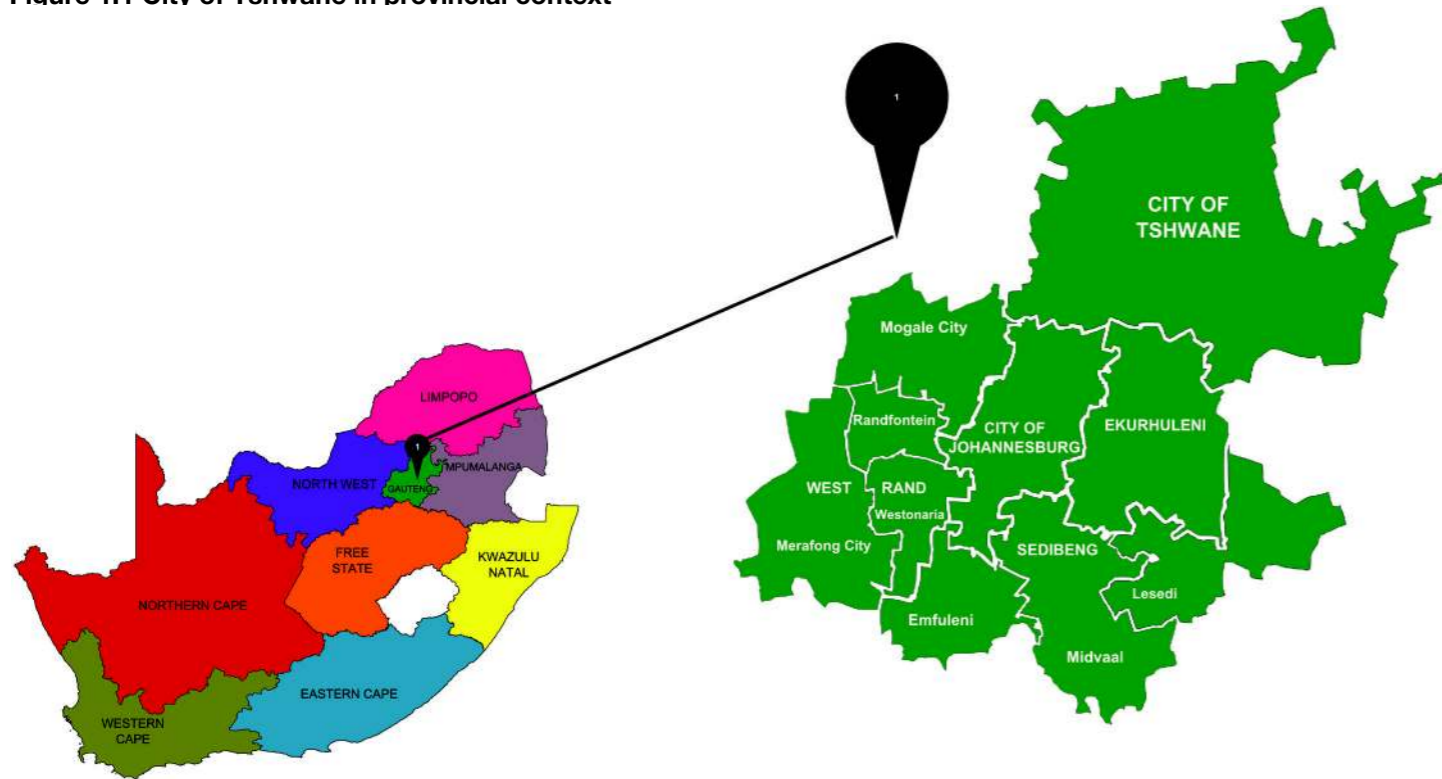 Figure 4.1 City of Tshwane in provincial context
1
CITY OF
TSHWANE
Mogale City
Randfontein
CITY OF
JOHANNESBURG
EKURHULENI
WEST
RAND
Westonaria
Merafong City
SEDIBENG
Lesedi
Emfuleni
Midvaal
LIMPOPO
1
MPUMALANGA
NORTH WEST
GAUTENG
FREE
STATE
KWAZULU
NATAL
NORTHERN CAPE
EASTERN CAPE
WESTERN
CAPE